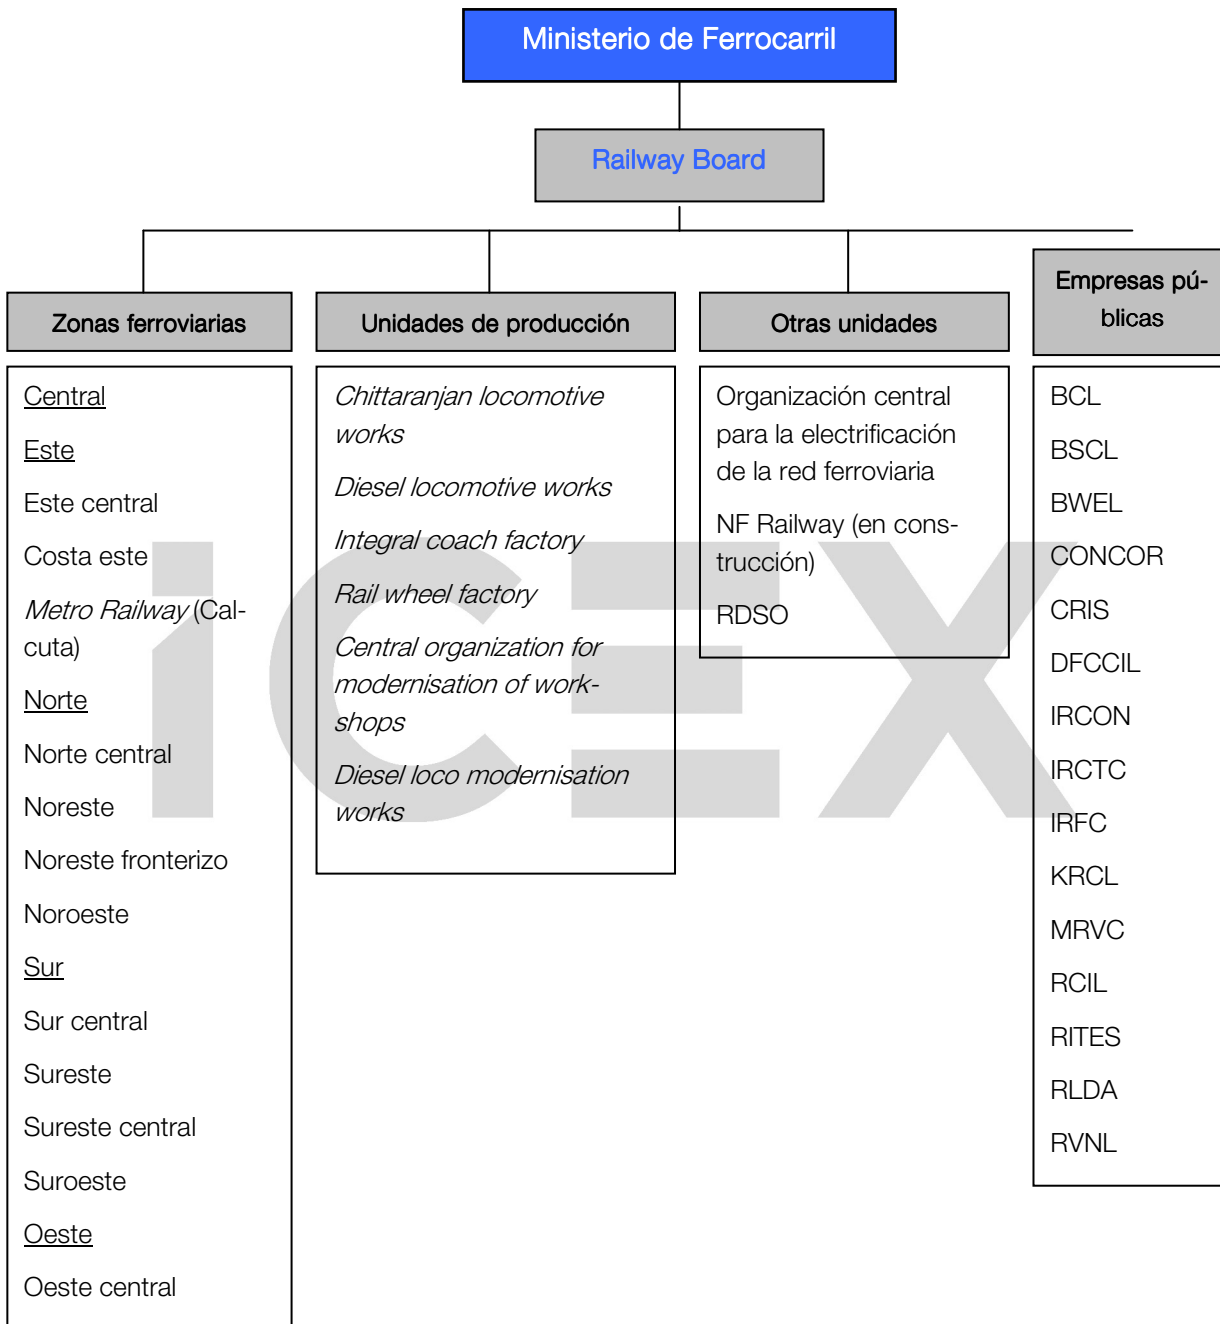 Ministerio de Ferrocarril
Railway Board
Zonas ferroviarias
Central
Este
Este central
Costa este
Metro Railway (Cal-
cuta)
Norte
Norte central
Noreste
Noreste fronterizo
Noroeste
Sur
Sur central
Sureste
Sureste central
Suroeste
Oeste
Oeste central
Unidades de producción
Chittaranjan locomotive
works
Diesel locomotive works
Integral coach factory
Rail wheel factory
Central organization for
modernisation of work-
shops
Diesel loco modernisation
works
Otras unidades
Organización central
para la electrificación
de la red ferroviaria
NF Railway (en cons-
trucción)
RDSO
Empresas pú-
blicas
BCL
BSCL
BWEL
CONCOR
CRIS
DFCCIL
IRCON
IRCTC
IRFC
KRCL
MRVC
RCIL
RITES
RLDA
RVNL
iCEX